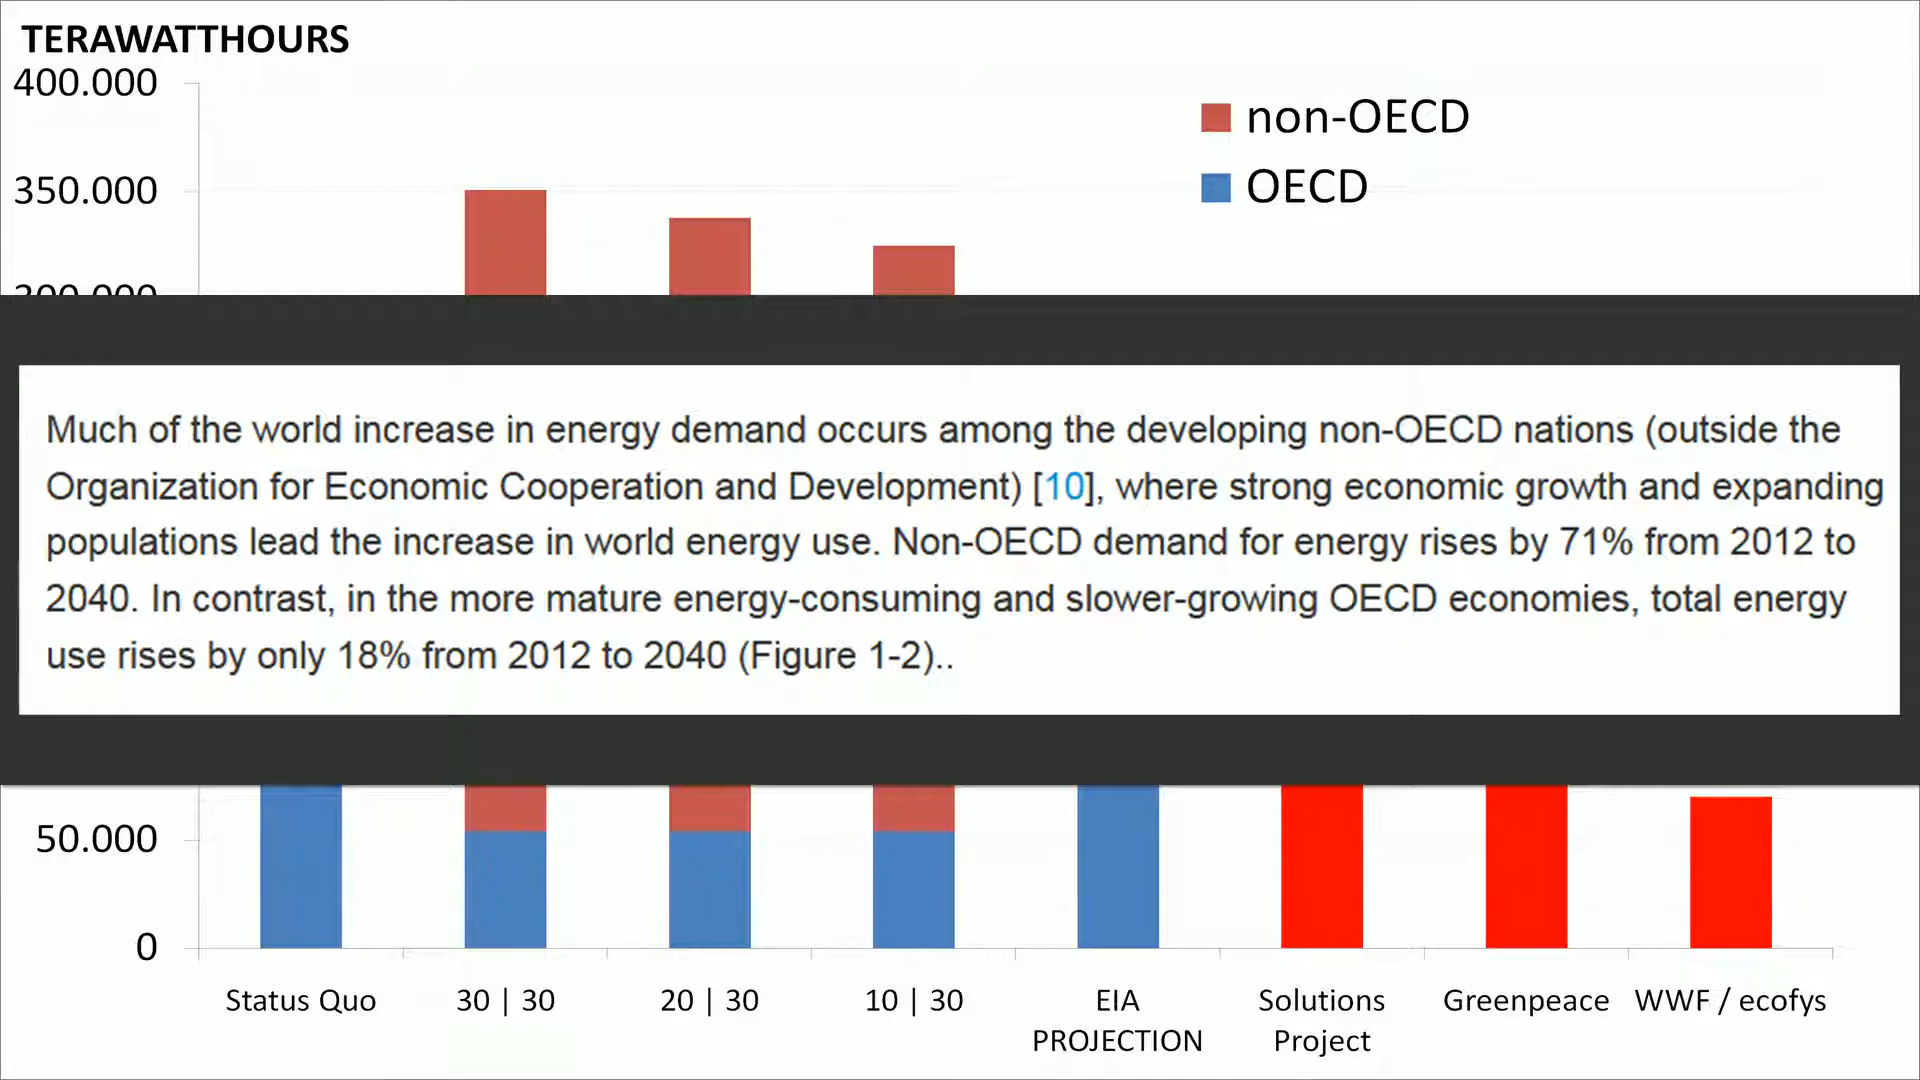 TERAWATTHOURS
400.000
non-OECD
350.000
OECD
300.000
Much of the world increase in energy demand occurs among the developing non-OECD nations (outside the
Organization for Economic Cooperation and Development) [10], where strong economic growth and expanding
populations lead the increase in world energy use. Non-OECD demand for energy rises by 71% from 2012 to
2040. In contrast, in the more mature energy-consuming and slower-growing OECD economies, total energy
use rises by only 18% from 2012 to 2040 (Figure 1-2)..
50.000
0
Status Quo
30 | 30
20 | 30
10 | 30
EIA
PROJECTION
Solutions
Project
Greenpeace
WWF / ecofys